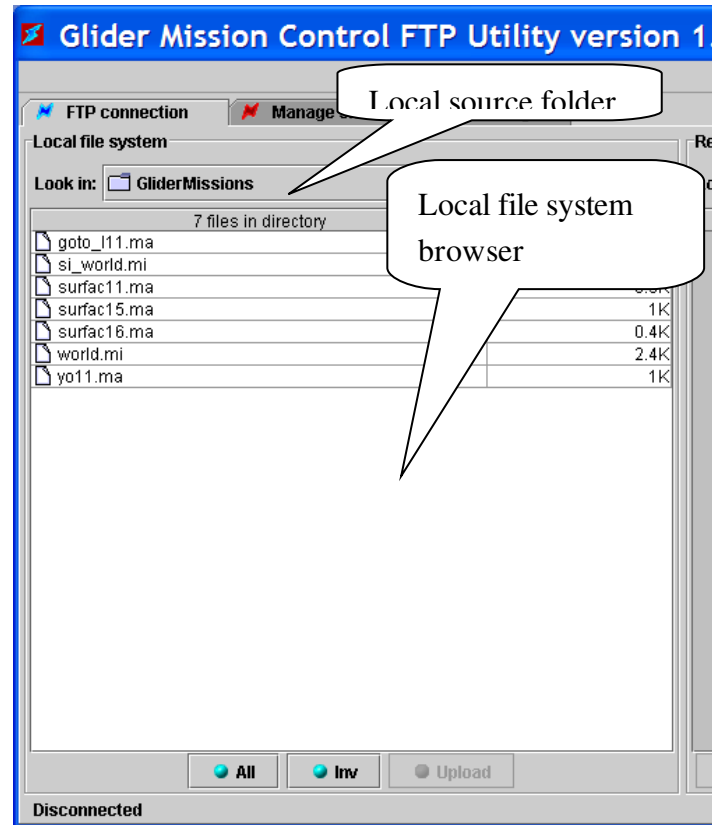 Glider Mission Control FTP Utility version 1.
FTP connection
Manage
Local source folder
Local file system
Re
Look in: GliderMissions
Local file system
browser
7 files in directory
goto_l11.ma
si_world.mi
surfac11.ma
surfac15.ma 1K
surfac16.ma 0.4K
world.mi 2.4K
yo11.ma 1K
All
Inv
Upload
Disconnected